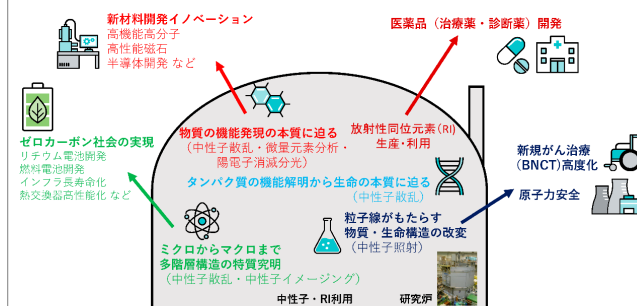 新材料開発イノベーション
高機能高分子
高性能磁石
半導体開発 など
医薬品（治療薬・診断薬）開発
ゼロカーボン社会の実現
リチウム電池開発
燃料電池開発
インフラ長寿命化
熱交換器高性能化 など
物質の機能発現の本質に迫る
（中性子散乱・微量元素分析・
陽電子消滅分光）
放射性同位元素(RI)
生産・利用
タンパク質の機能解明から生命の本質に迫る
（中性子散乱）
新規がん治療
(BNCT)高度化
原子力安全
粒子線がもたらす
物質・生命構造の改変
（中性子照射）
ミクロからマクロまで
多階層構造の特質究明
（中性子散乱・中性子イメージング）
中性子・RI利用
研究炉